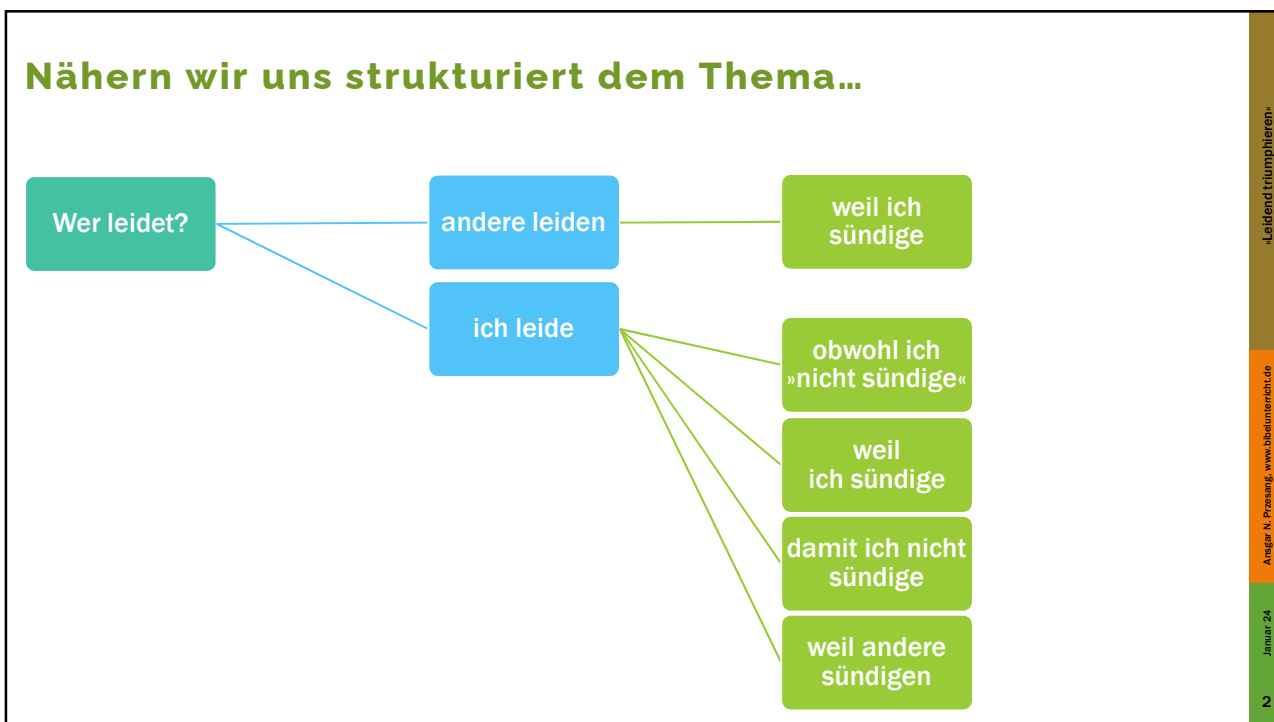 Nähern wir uns strukturiert dem Thema…
Wer leidet?
andere leiden
weil ich
sündige
ich leide
obwohl ich
»nicht sündige«
weil
ich sündige
damit ich nicht
sündige
weil andere
sündigen
»Leidend triumphieren«
Ansgar N. Przesang, www.bibelunterricht.de
Januar 24
2